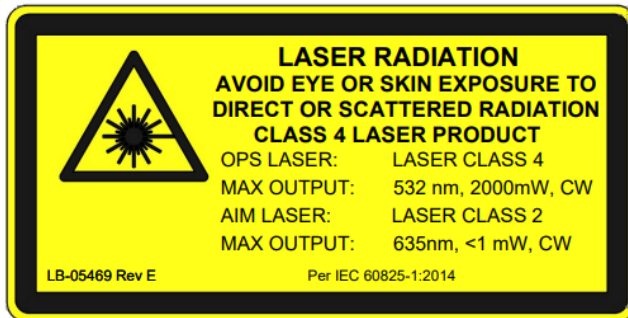 LASER RADIATION
AVOID EYE OR SKIN EXPOSURE TO
DIRECT OR SCATTERED RADIATION
CLASS 4 LASER PRODUCT
OPS LASER: LASER CLASS 4
MAX OUTPUT: 532 nm, 2000mW, CW
AIM LASER: LASER CLASS 2
MAX OUTPUT: 635nm, <1 mW, CW
LB-05469 Rev E Per IEC 60825-1:2014